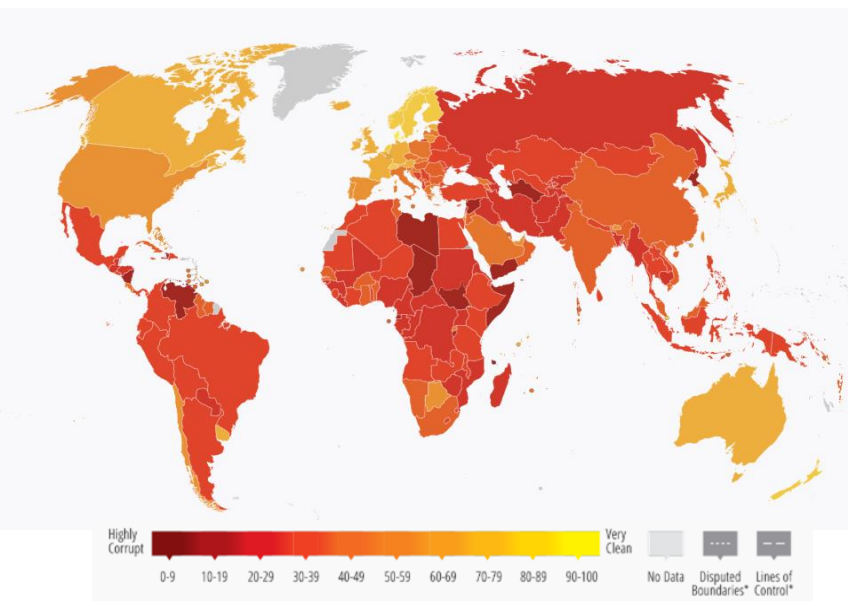 Highly
Corrupt
Very
Clean
0-9
10-19
20-29
30-39
40-49
50-59
60-69
70-79
80-89
90-100
No Data
Disputed
Boundaries*
Lines of
Control*